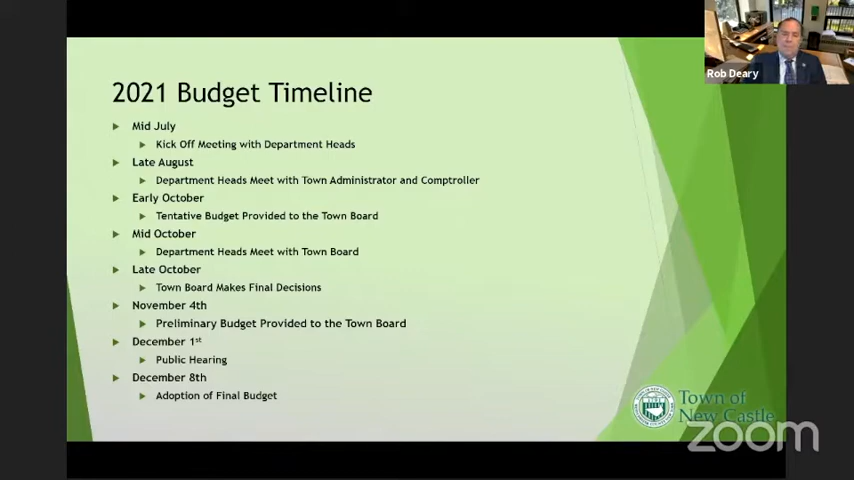 Rob Deary
2021 Budget Timeline
Mid July
Kick Off Meeting with Department Heads
Late August
Department Heads Meet with Town Administrator and Comptroller
Early October
Tentative Budget Provided to the Town Board
Mid October
Department Heads Meet with Town Board
Late October
Town Board Makes Final Decisions
November 4th
Preliminary Budget Provided to the Town Board
December 1st
Public Hearing
December 8th
Adoption of Final Budget
Town of
New Castle
zoom